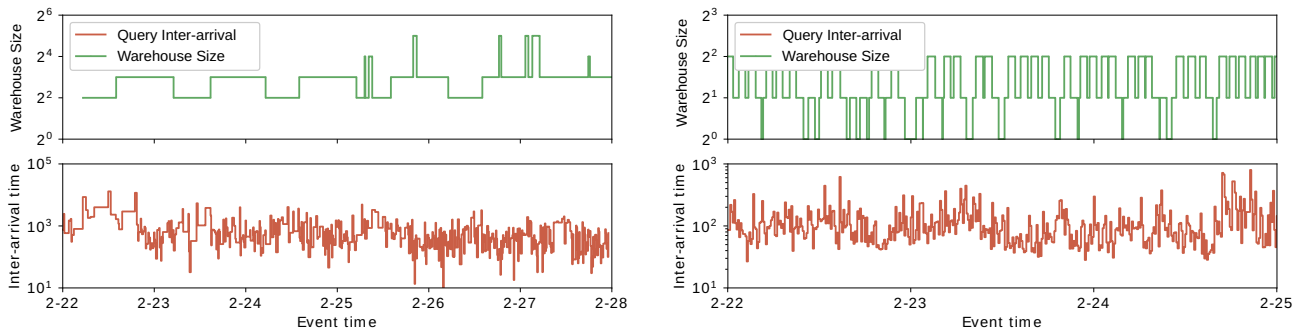 Warehouse Size
2^6
2^4
2^2
2^0
Query Inter-arrival
Warehouse Size
Inter-arrival time
10^5
10^3
10^1
2-22
2-23
2-24
2-25
2-26
2-27
2-28
Event time
Warehouse Size
2^3
2^2
2^1
2^0
Query Inter-arrival
Warehouse Size
Inter-arrival time
10^3
10^2
10^1
2-22
2-23
2-24
2-25
Event time